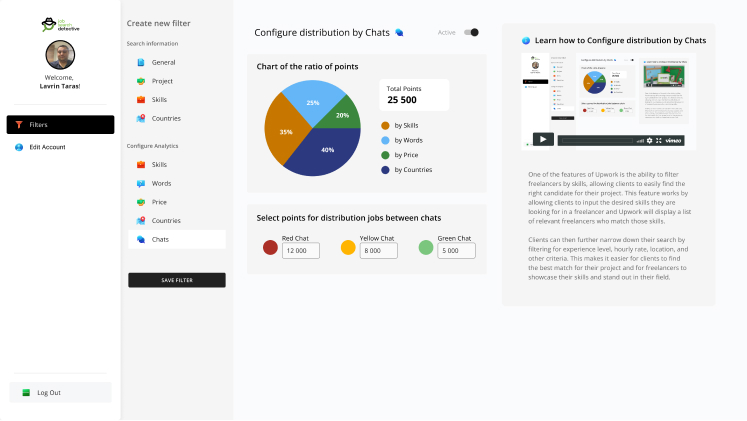 job
search
detective
Welcome,
Lavrin Taras!
Filters
Edit Account
Log Out
Create new filter
Search Information
General
Project
Skills
Countries
Configure Analytics
Skills
Words
Price
Countries
Chats
SAVE FILTER
Configure distribution by Chats
Active
Chart of the ratio of points
25%
20%
35%
40%
Total Points
25 500
by Skills
by Words
by Price
by Countries
Select points for distribution jobs between chats
Red Chat
12 000
Yellow Chat
8 000
Green Chat
5 000
Learn how to Configure distribution by Chats
vimeo
One of the features of Upwork is the ability to filter
freelancers by skills, allowing clients to easily find the
right candidate for their project. This feature works by
allowing clients to input the desired skills they are
looking for in a freelancer and Upwork will display a list
of relevant freelancers who match those skills.
Clients can then further narrow down their search by
filtering for experience level, hourly rate, location, and
other criteria. This makes it easier for clients to find
the best match for their project and for freelancers to
showcase their skills and stand out in their field.